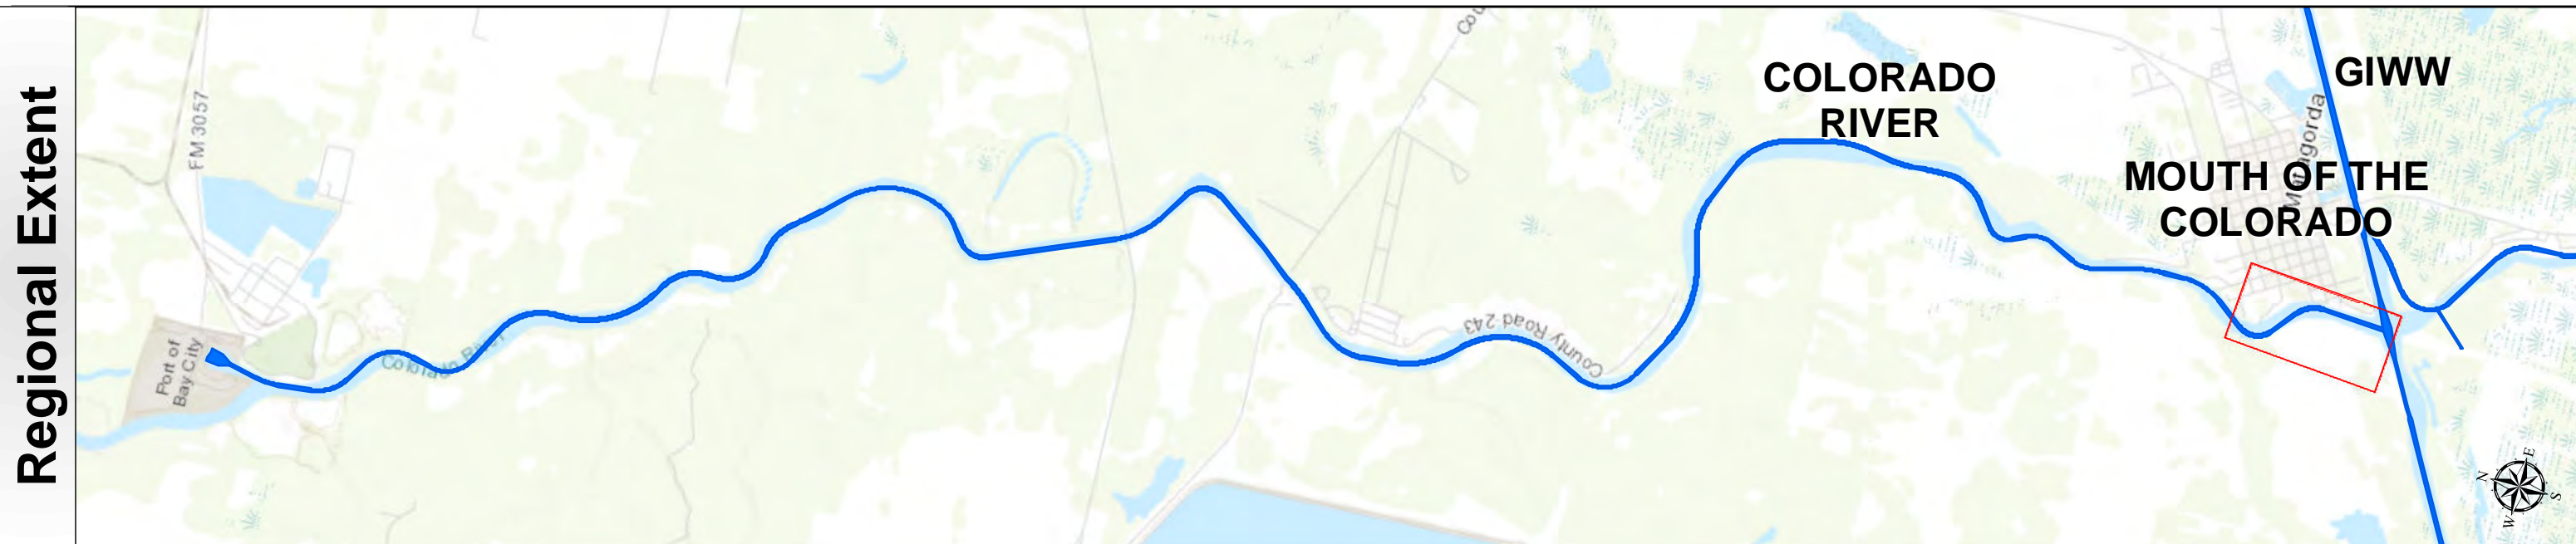 Regional Extent
FM 3057
Port of
Bay City
Colorado River
Cou
County Road 243
COLORADO
RIVER
GIWW
Matagorda
MOUTH OF THE
COLORADO
N
E
S
W